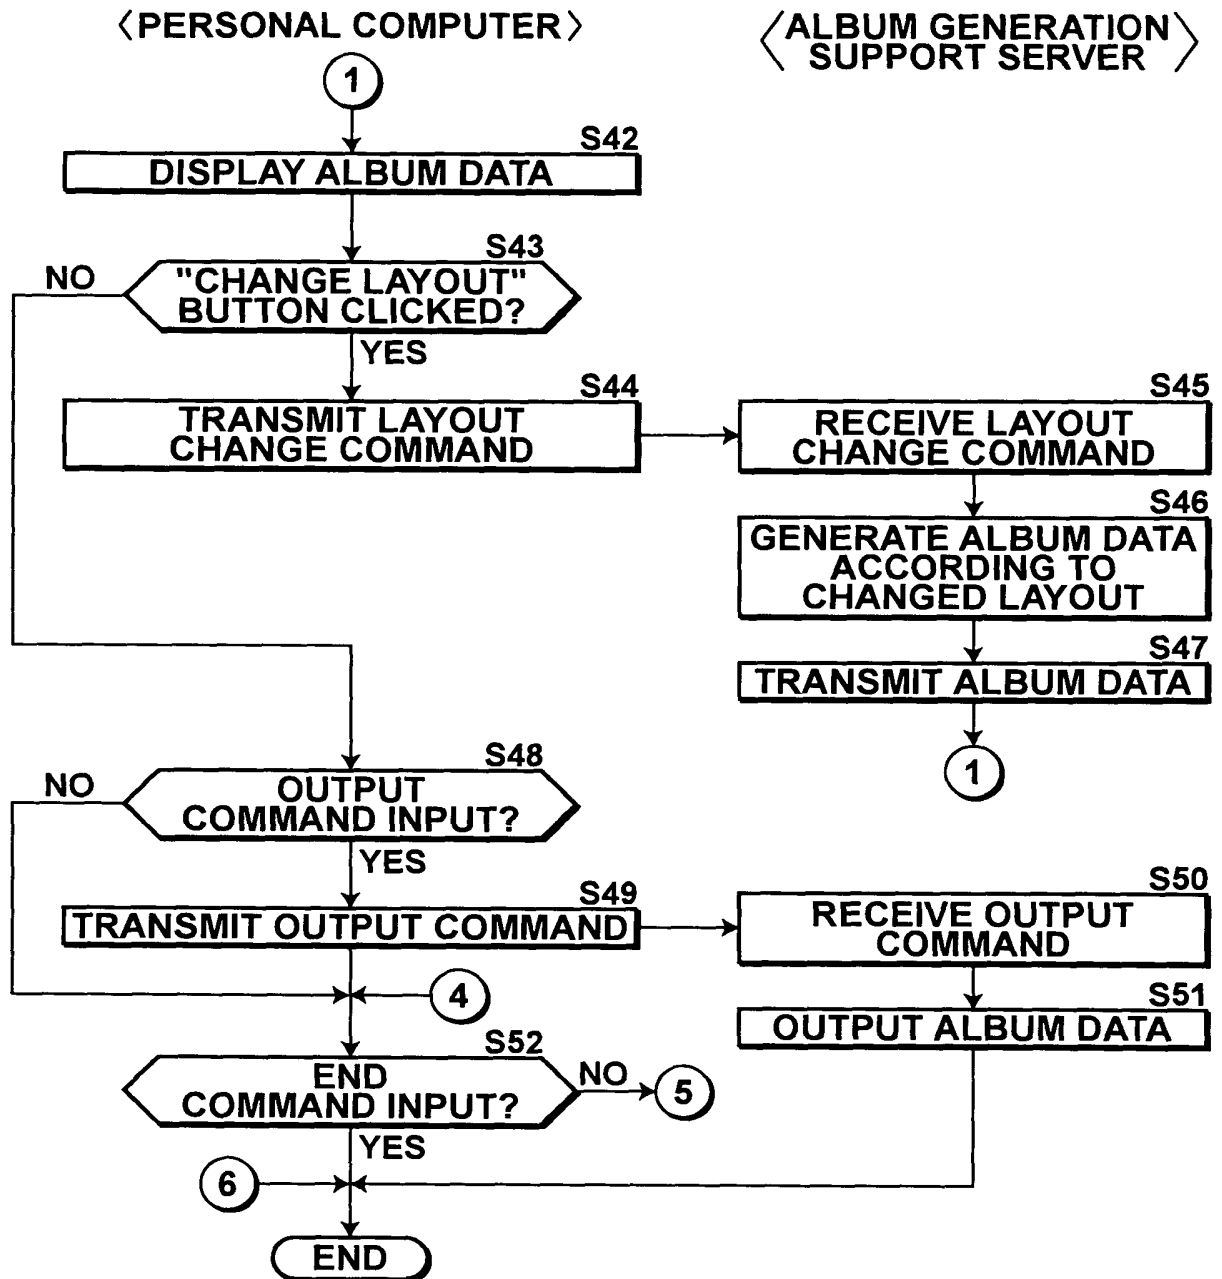 〈PERSONAL COMPUTER〉
〈ALBUM GENERATION
SUPPORT SERVER〉
1
S42
DISPLAY ALBUM DATA
S43
NO
"CHANGE LAYOUT"
BUTTON CLICKED?
YES
S44
TRANSMIT LAYOUT
CHANGE COMMAND
S45
RECEIVE LAYOUT
CHANGE COMMAND
S46
GENERATE ALBUM DATA
ACCORDING TO
CHANGED LAYOUT
S47
TRANSMIT ALBUM DATA
1
S48
NO
OUTPUT
COMMAND INPUT?
YES
S49
TRANSMIT OUTPUT COMMAND
S50
RECEIVE OUTPUT
COMMAND
4
S51
OUTPUT ALBUM DATA
S52
END
COMMAND INPUT?
NO
5
YES
6
END